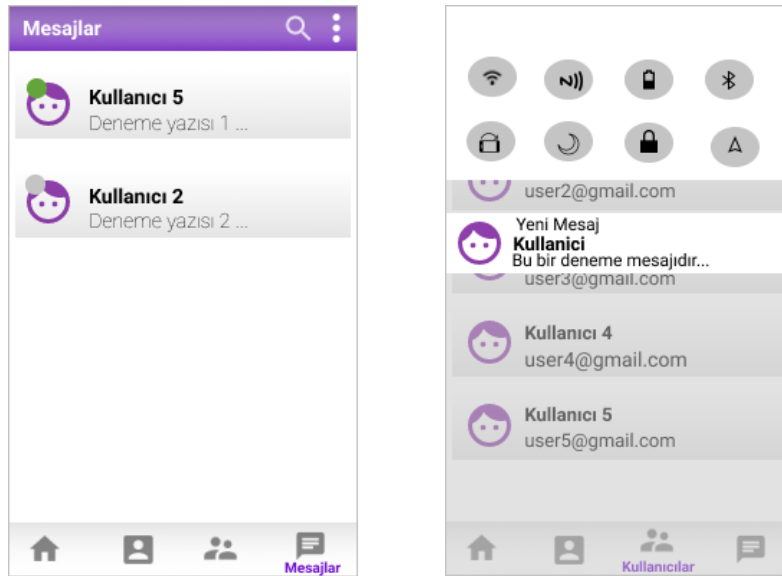 Mesajlar
Kullanıcı 5
Deneme yazısı 1 ...
Kullanıcı 2
Deneme yazısı 2 ...
Mesajlar
user2@gmail.com
Yeni Mesaj
Kullanici
Bu bir deneme mesajıdır...
user3@gmail.com
Kullanıcı 4
user4@gmail.com
Kullanıcı 5
user5@gmail.com
Kullanıcılar